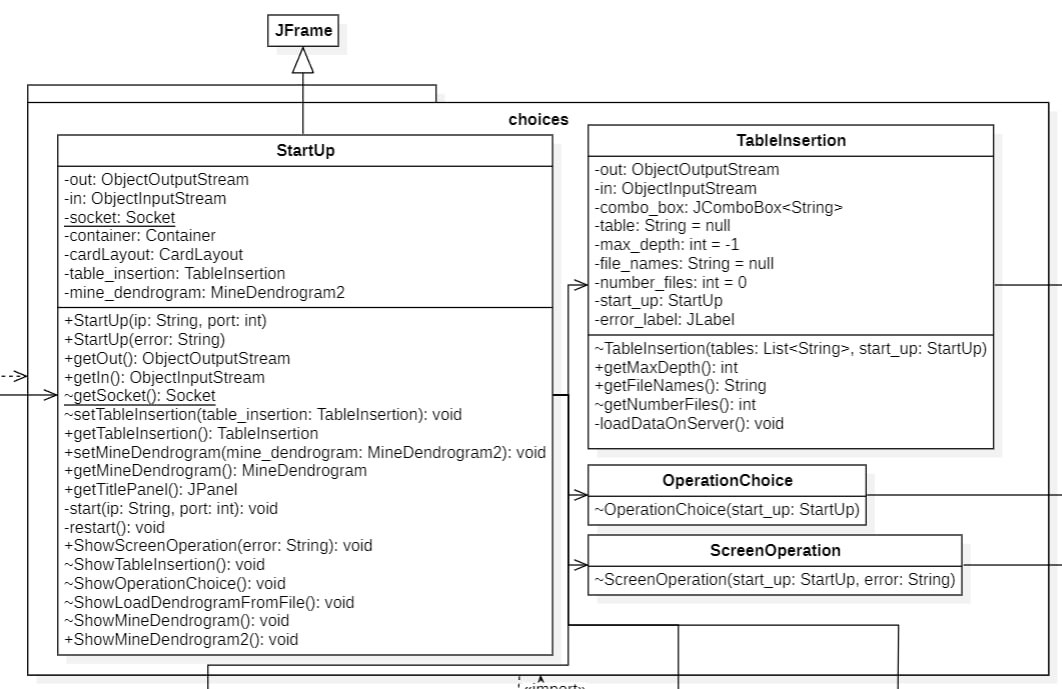 JFrame
choices
StartUp
-out: ObjectOutputStream
-in: ObjectInputStream
-socket: Socket
-container: Container
-cardLayout: CardLayout
-table_insertion: TableInsertion
-mine_dendrogram: MineDendrogram2
+StartUp(ip: String, port: int)
+StartUp(error: String)
+getOut(): ObjectOutputStream
+getIn(): ObjectInputStream
~getSocket(): Socket
~setTableInsertion(table_insertion: TableInsertion): void
+getTableInsertion(): TableInsertion
+setMineDendrogram(mine_dendrogram: MineDendrogram2): void
+getMineDendrogram(): MineDendrogram
+getTitlePanel(): JPanel
-start(ip: String, port: int): void
-restart(): void
+ShowScreenOperation(error: String): void
~ShowTableInsertion(): void
~ShowOperationChoice(): void
~ShowLoadDendrogramFromFile(): void
~ShowMineDendrogram(): void
+ShowMineDendrogram2(): void
TableInsertion
-out: ObjectOutputStream
-in: ObjectInputStream
-combo_box: JComboBox<String>
-table: String = null
-max_depth: int = -1
-file_names: String = null
-number_files: int = 0
-start_up: StartUp
-error_label: JLabel
~TableInsertion(tables: List<String>, start_up: StartUp)
+getMaxDepth(): int
+getFileNames(): String
~getNumberFiles(): int
-loadDataOnServer(): void
OperationChoice
~OperationChoice(start_up: StartUp)
ScreenOperation
~ScreenOperation(start_up: StartUp, error: String)
«import»